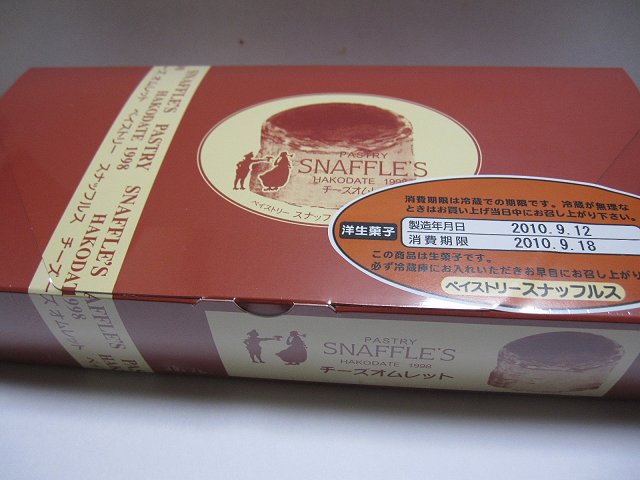 SNAFFLE'S PASTRY SNAFFLE'S
HAKODATE 1998 HAKODATE
ペイストリー スナッフルス チーズ
PASTRY
SNAFFLE'S
HAKODATE 1998
チーズオムレット
ペイストリー スナッフルス
消費期限は冷蔵での期限です。冷蔵が無理な
ときはお買い上げ当日中にお召し上がり下さい。
洋生菓子
製造年月日 2010.9.12
消費期限 2010.9.18
この商品は生菓子です。
必ず冷蔵庫にお入れいただきお早目にお召し上がり
ペイストリースナッフルス
PASTRY
SNAFFLE'S
HAKODATE 1998
チーズオムレット